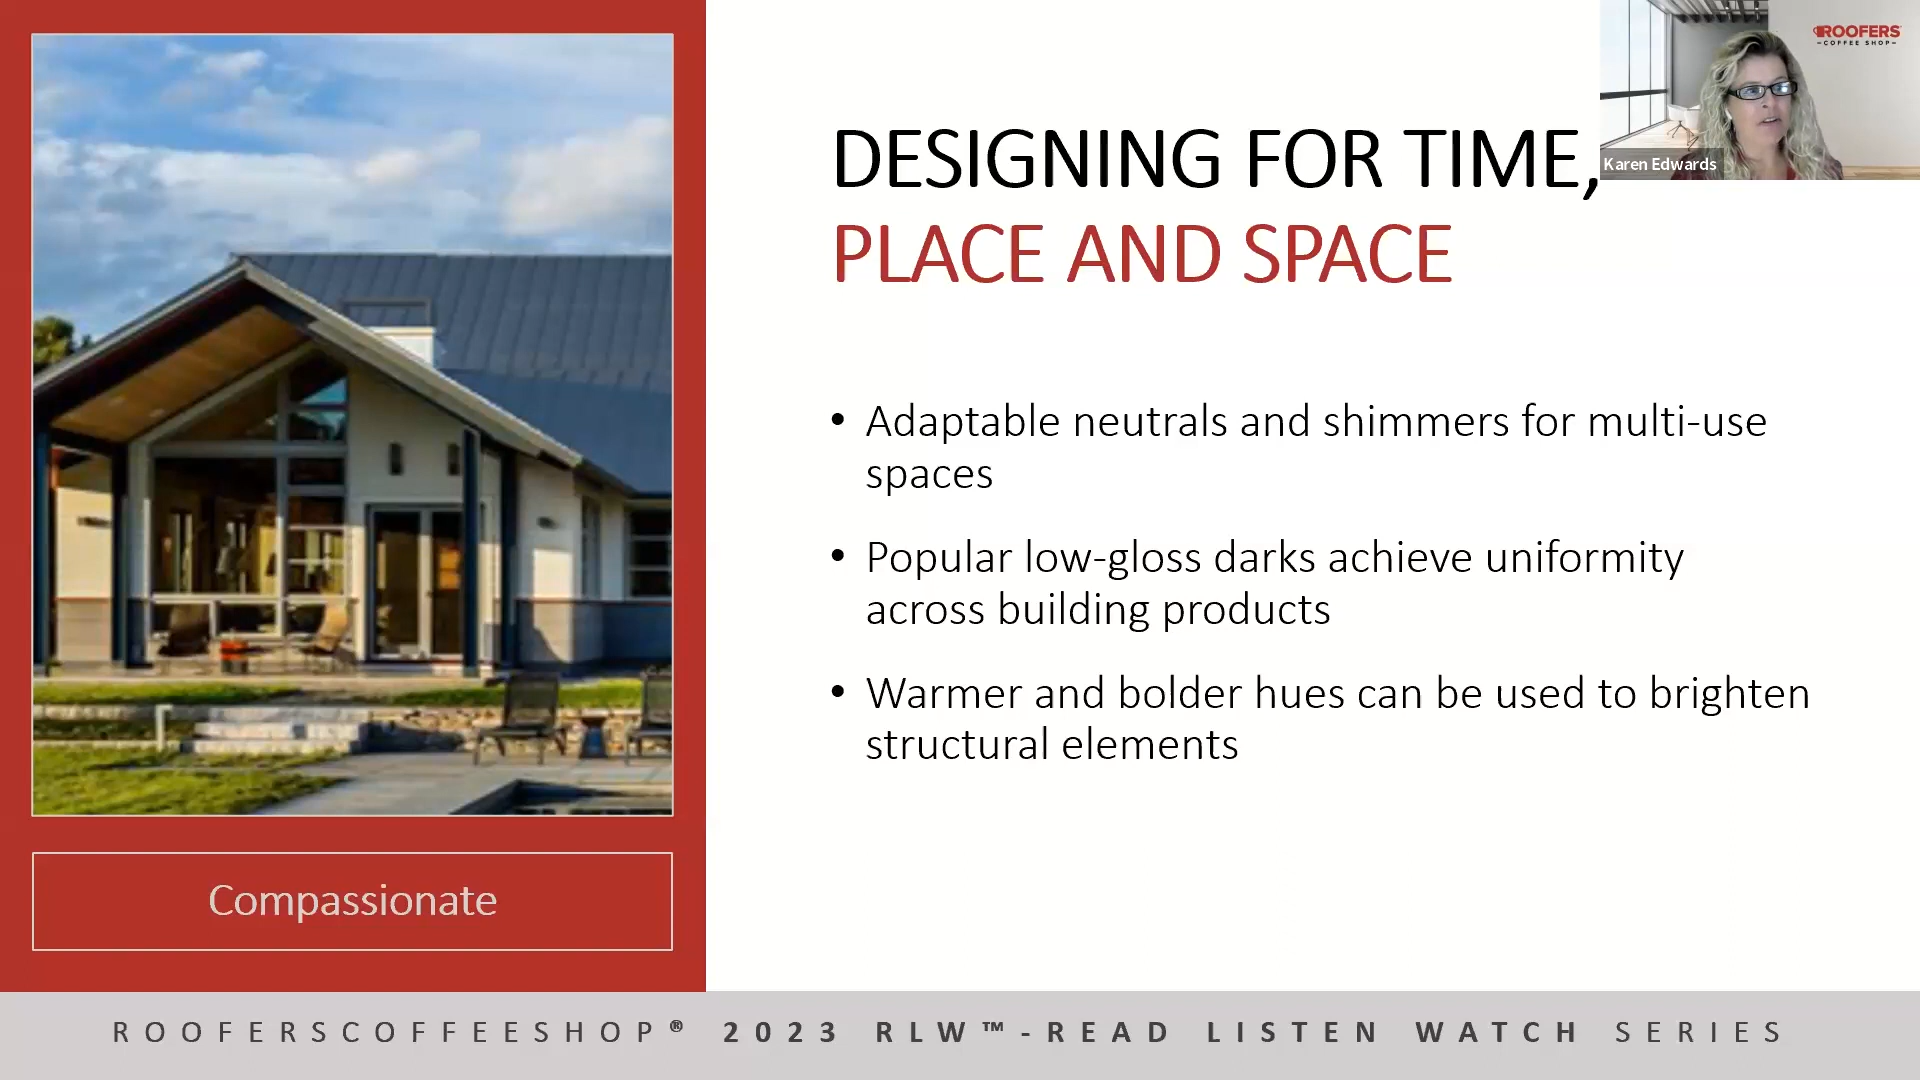 ROOFERS
COFFEE SHOP
Karen Edwards
DESIGNING FOR TIME,
PLACE AND SPACE
• Adaptable neutrals and shimmers for multi-use
spaces
• Popular low-gloss darks achieve uniformity
across building products
• Warmer and bolder hues can be used to brighten
structural elements
Compassionate
ROOFERSCOFFEESHOP® 2023 RLW™-READ LISTEN WATCH SERIES